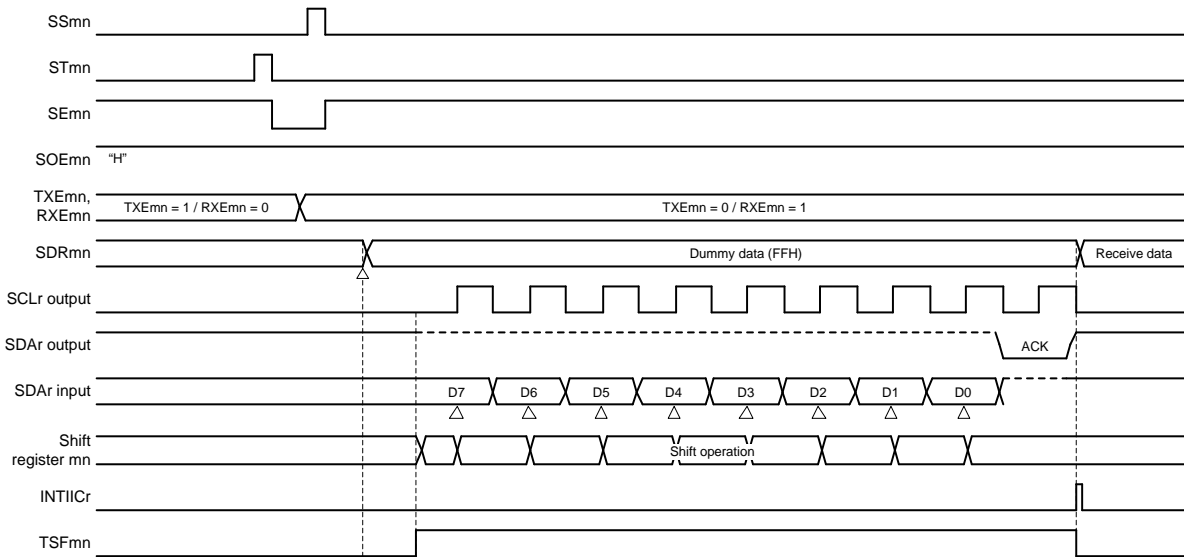 SSmn
STmn
SEmn
SOEmn “H”
TXEmn,
RXEmn
TXEmn = 1 / RXEmn = 0 TXEmn = 0 / RXEmn = 1
SDRmn Dummy data (FFH) Receive data
SCLr output
SDAr output ACK
SDAr input D7 D6 D5 D4 D3 D2 D1 D0
Shift
register mn
Shift operation
INTIICr
TSFmn